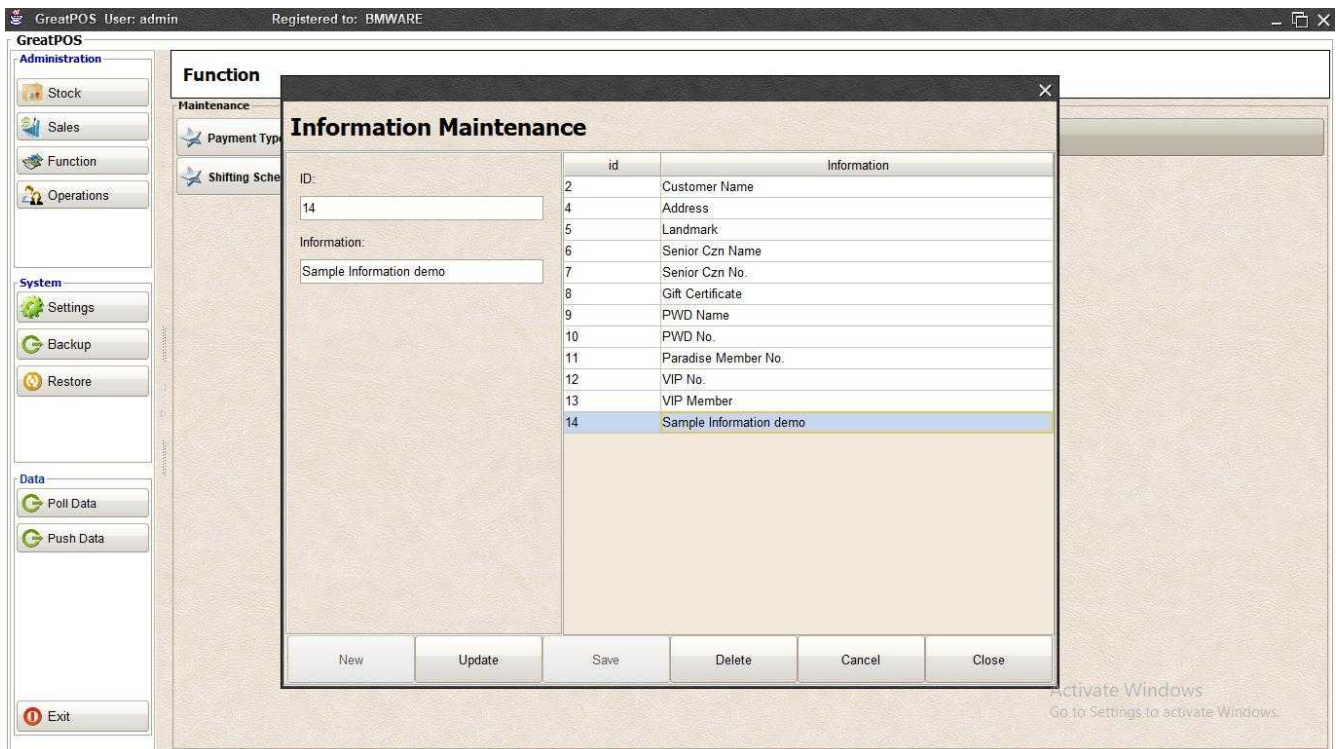 GreatPOS User: admin Registered to: BMWARE
GreatPOS
Administration
Stock
Sales
Function
Operations
System
Settings
Backup
Restore
Data
Poll Data
Push Data
Exit
Function
Maintenance
Payment Typ
Shifting Sche
Information Maintenance
ID:
14
Information:
Sample Information demo
id Information
2 Customer Name
4 Address
5 Landmark
6 Senior Czn Name
7 Senior Czn No.
8 Gift Certificate
9 PWD Name
10 PWD No.
11 Paradise Member No.
12 VIP No.
13 VIP Member
14 Sample Information demo
New Update Save Delete Cancel Close
Activate Windows
Go to Settings to activate Windows.